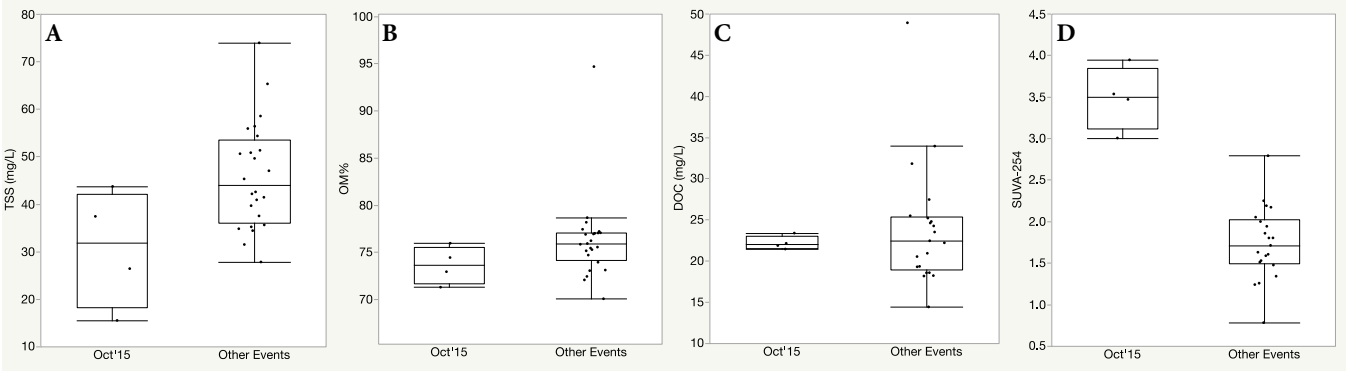 A
TSS (mg/L)
80
70
60
50
40
30
20
10
Oct'15
Other Events
B
OM%
100
95
90
85
80
75
70
Oct'15
Other Events
C
DOC (mg/L)
50
45
40
35
30
25
20
15
10
Oct'15
Other Events
D
SUVA-254
4.5
4.0
3.5
3.0
2.5
2.0
1.5
1.0
0.5
Oct'15
Other Events